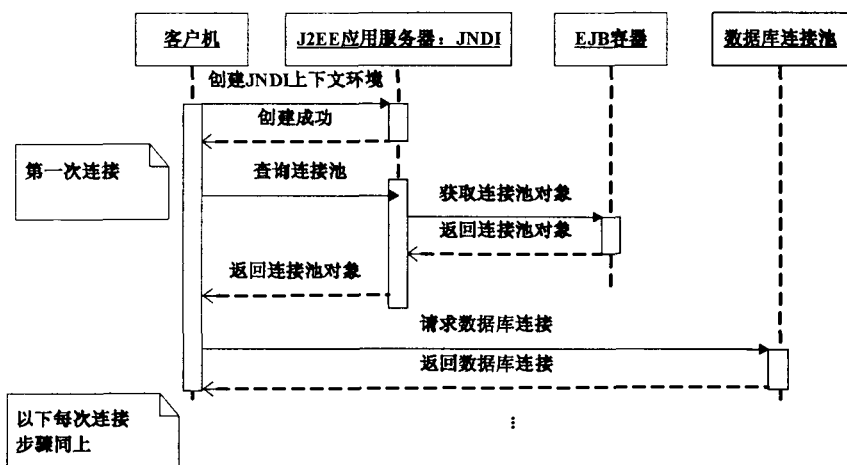 客户机
J2EE应用服务器：JNDI
EJB容器
数据库连接池
创建JNDI上下文环境
创建成功
第一次连接
查询连接池
获取连接池对象
返回连接池对象
返回连接池对象
请求数据库连接
返回数据库连接
以下每次连接
步骤同上
⋮